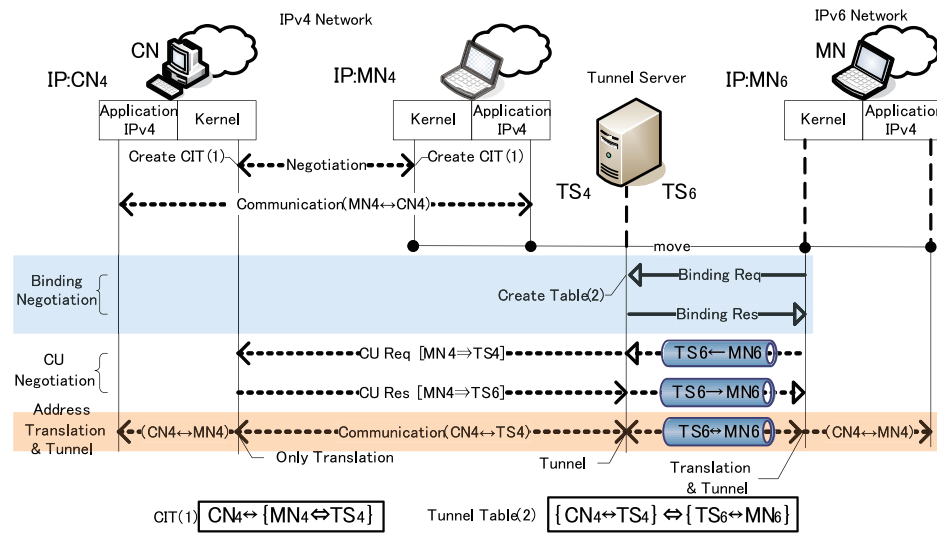 IPv4 Network
IPv6 Network
CN
MN
IP:CN4
IP:MN4
Tunnel Server
IP:MN6
Application IPv4
Kernel
Kernel
Application IPv4
Kernel
Application IPv4
TS4
TS6
Create CIT(1)
Negotiation
Create CIT(1)
Communication(MN4↔CN4)
move
Binding Negotiation
Binding Req
Create Table(2)
Binding Res
CU Negotiation
CU Req [MN4⇒TS4]
TS6←MN6
CU Res [MN4⇒TS6]
TS6→MN6
Address Translation & Tunnel
(CN4↔MN4)
Communication(CN4↔TS4)
TS6↔MN6
(CN4↔MN4)
Only Translation
Tunnel
Translation & Tunnel
CIT(1) CN4↔{MN4⇔TS4}
Tunnel Table(2) {CN4↔TS4}⇔{TS6↔MN6}